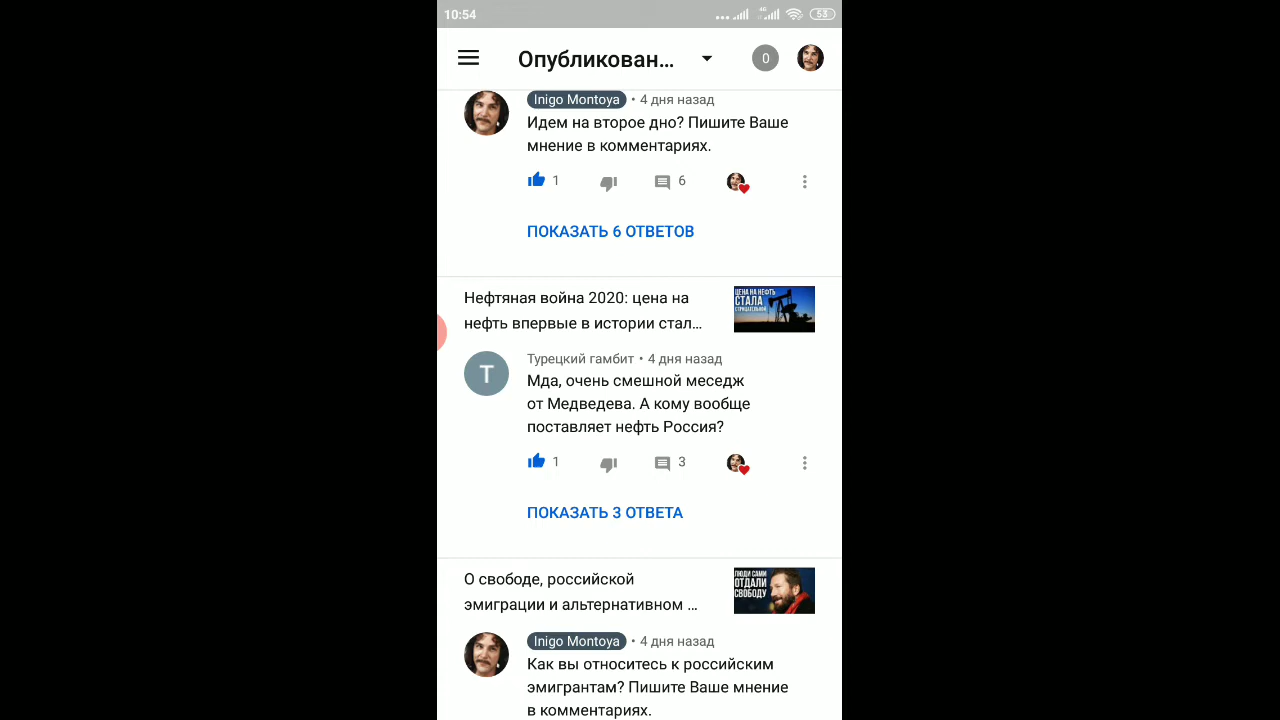 10:54
4G
53
Опубликован...
0
Inigo Montoya • 4 дня назад
Идем на второе дно? Пишите Ваше
мнение в комментариях.
1
6
ПОКАЗАТЬ 6 ОТВЕТОВ
Нефтяная война 2020: цена на
нефть впервые в истории стал...
ЦЕНА НА НЕФТЬ
СТАЛА
ОТРИЦАТЕЛЬНОЙ
T
Турецкий гамбит • 4 дня назад
Мда, очень смешной меседж
от Медведева. А кому вообще
поставляет нефть Россия?
1
3
ПОКАЗАТЬ 3 ОТВЕТА
О свободе, российской
эмиграции и альтернативном ...
ЛЮДИ САМИ
ОТДАЛИ
СВОБОДУ
Inigo Montoya • 4 дня назад
Как вы относитесь к российским
эмигрантам? Пишите Ваше мнение
в комментариях.